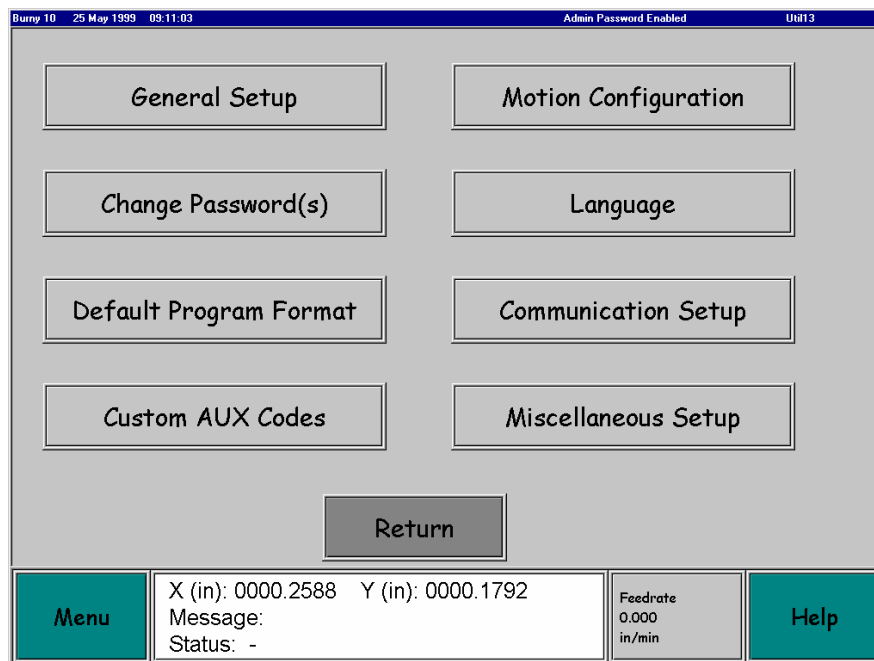 Burny 10 25 May 1999 09:11:03 Admin Password Enabled Util13
General Setup Motion Configuration
Change Password(s) Language
Default Program Format Communication Setup
Custom AUX Codes Miscellaneous Setup
Return
Menu
X (in): 0000.2588 Y (in): 0000.1792
Message:
Status: -
Feedrate
0.000
in/min
Help